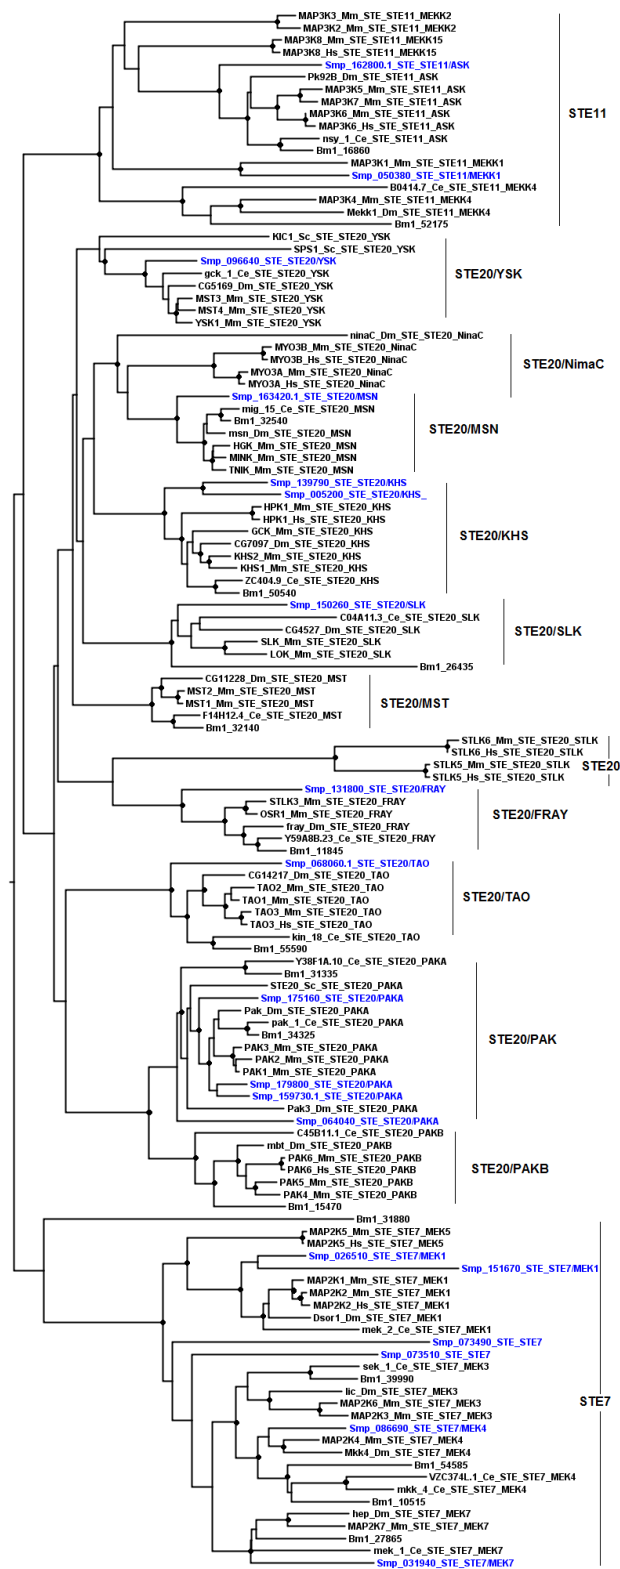 MAP3K3_Mm_STE_STE11_MEKK2
MAP3K2_Mm_STE_STE11_MEKK2
MAP3K8_Mm_STE_STE11_MEKK15
MAP3K8_Hs_STE_STE11_MEKK15
Smp_162800.1_STE_STE11/ASK
Pk92B_Dm_STE_STE11_ASK
MAP3K5_Mm_STE_STE11_ASK
MAP3K7_Mm_STE_STE11_ASK
MAP3K6_Mm_STE_STE11_ASK
STE11
MAP3K6_Hs_STE_STE11_ASK
nsy_1_Ce_STE_STE11_ASK
Bm1_16860
MAP3K1_Mm_STE_STE11_MEKK1
Smp_050380_STE_STE11/MEKK1
B0414.7_Ce_STE_STE11_MEKK4
MAP3K4_Mm_STE_STE11_MEKK4
Mekk1_Dm_STE_STE11_MEKK4
Bm1_52175
KIC1_Sc_STE_STE20_YSK
SPS1_Sc_STE_STE20_YSK
Smp_096640_STE_STE20/YSK
gck_1_Ce_STE_STE20_YSK
STE20/YSK
CG5169_Dm_STE_STE20_YSK
MST3_Mm_STE_STE20_YSK
MST4_Mm_STE_STE20_YSK
YSK1_Mm_STE_STE20_YSK
ninaC_Dm_STE_STE20_NinaC
MYO3B_Mm_STE_STE20_NinaC
MYO3B_Hs_STE_STE20_NinaC
STE20/NimaC
MYO3A_Mm_STE_STE20_NinaC
MYO3A_Hs_STE_STE20_NinaC
Smp_163420.1_STE_STE20/MSN
mig_15_Ce_STE_STE20_MSN
Bm1_32540
msn_Dm_STE_STE20_MSN
STE20/MSN
HGK_Mm_STE_STE20_MSN
MINK_Mm_STE_STE20_MSN
TNIK_Mm_STE_STE20_MSN
Smp_139790_STE_STE20/KHS
Smp_005200_STE_STE20/KHS_
HPK1_Mm_STE_STE20_KHS
HPK1_Hs_STE_STE20_KHS
GCK_Mm_STE_STE20_KHS
STE20/KHS
CG7097_Dm_STE_STE20_KHS
KHS2_Mm_STE_STE20_KHS
KHS1_Mm_STE_STE20_KHS
ZC404.9_Ce_STE_STE20_KHS
Bm1_50540
Smp_150260_STE_STE20/SLK
C04A11.3_Ce_STE_STE20_SLK
CG4527_Dm_STE_STE20_SLK
STE20/SLK
SLK_Mm_STE_STE20_SLK
LOK_Mm_STE_STE20_SLK
Bm1_26435
CG11228_Dm_STE_STE20_MST
MST2_Mm_STE_STE20_MST
MST1_Mm_STE_STE20_MST
STE20/MST
F14H12.4_Ce_STE_STE20_MST
Bm1_32140
STLK6_Mm_STE_STE20_STLK
STLK6_Hs_STE_STE20_STLK
STLK5_Mm_STE_STE20_STLK
STE20
STLK5_Hs_STE_STE20_STLK
Smp_131800_STE_STE20/FRAY
STLK3_Mm_STE_STE20_FRAY
OSR1_Mm_STE_STE20_FRAY
STE20/FRAY
fray_Dm_STE_STE20_FRAY
Y59A8B.23_Ce_STE_STE20_FRAY
Bm1_11845
Smp_068060.1_STE_STE20/TAO
CG14217_Dm_STE_STE20_TAO
TAO2_Mm_STE_STE20_TAO
STE20/TAO
TAO1_Mm_STE_STE20_TAO
TAO3_Mm_STE_STE20_TAO
TAO3_Hs_STE_STE20_TAO
kin_18_Ce_STE_STE20_TAO
Bm1_55590
Y38F1A.10_Ce_STE_STE20_PAKA
Bm1_31335
STE20_Sc_STE_STE20_PAKA
Smp_175160_STE_STE20/PAKA
Pak_Dm_STE_STE20_PAKA
pak_1_Ce_STE_STE20_PAKA
Bm1_34325
STE20/PAK
PAK3_Mm_STE_STE20_PAKA
PAK2_Mm_STE_STE20_PAKA
PAK1_Mm_STE_STE20_PAKA
Smp_179800_STE_STE20/PAKA
Smp_159730.1_STE_STE20/PAKA
Pak3_Dm_STE_STE20_PAKA
Smp_064040_STE_STE20/PAKA
C45B11.1_Ce_STE_STE20_PAKB
mbt_Dm_STE_STE20_PAKB
PAK6_Mm_STE_STE20_PAKB
STE20/PAKB
PAK6_Hs_STE_STE20_PAKB
PAK5_Mm_STE_STE20_PAKB
PAK4_Mm_STE_STE20_PAKB
Bm1_15470
Bm1_31880
MAP2K5_Mm_STE_STE7_MEK5
MAP2K5_Hs_STE_STE7_MEK5
Smp_026510_STE_STE7/MEK1
Smp_151670_STE_STE7/MEK1
MAP2K1_Mm_STE_STE7_MEK1
MAP2K2_Mm_STE_STE7_MEK1
MAP2K2_Hs_STE_STE7_MEK1
Dsor1_Dm_STE_STE7_MEK1
mek_2_Ce_STE_STE7_MEK1
Smp_073490_STE_STE7
Smp_073510_STE_STE7
sek_1_Ce_STE_STE7_MEK3
Bm1_39990
lic_Dm_STE_STE7_MEK3
STE7
MAP2K6_Mm_STE_STE7_MEK3
MAP2K3_Mm_STE_STE7_MEK3
Smp_086690_STE_STE7/MEK4
MAP2K4_Mm_STE_STE7_MEK4
Mkk4_Dm_STE_STE7_MEK4
Bm1_54585
VZC374L.1_Ce_STE_STE7_MEK4
mkk_4_Ce_STE_STE7_MEK4
Bm1_10515
hep_Dm_STE_STE7_MEK7
MAP2K7_Mm_STE_STE7_MEK7
Bm1_27865
mek_1_Ce_STE_STE7_MEK7
Smp_031940_STE_STE7/MEK7